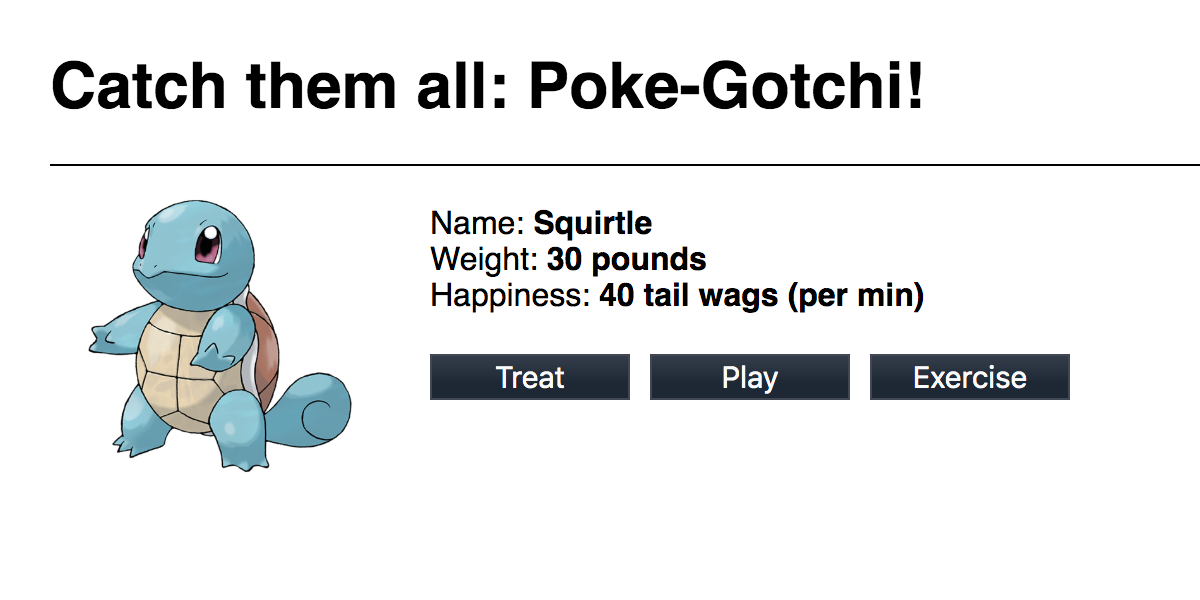 Catch them all: Poke-Gotchi!
Name: Squirtle
Weight: 30 pounds
Happiness: 40 tail wags (per min)
Treat Play Exercise